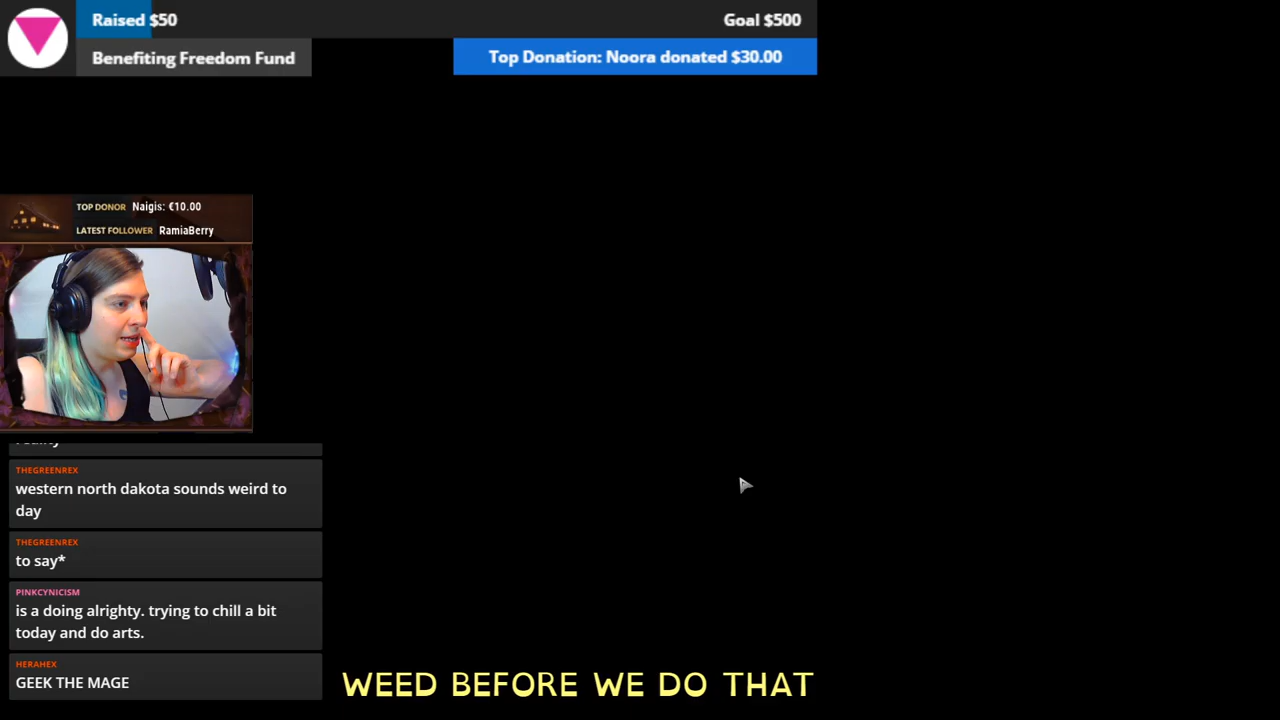 Raised $50
Goal $500
Benefiting Freedom Fund
Top Donation: Noora donated $30.00
TOP DONOR Naigis: €10.00
LATEST FOLLOWER RamiaBerry
THEGREENREX
western north dakota sounds weird to
day
THEGREENREX
to say*
PINKCYNICISM
is a doing alrighty. trying to chill a bit
today and do arts.
HERAHEX
GEEK THE MAGE
WEED BEFORE WE DO THAT